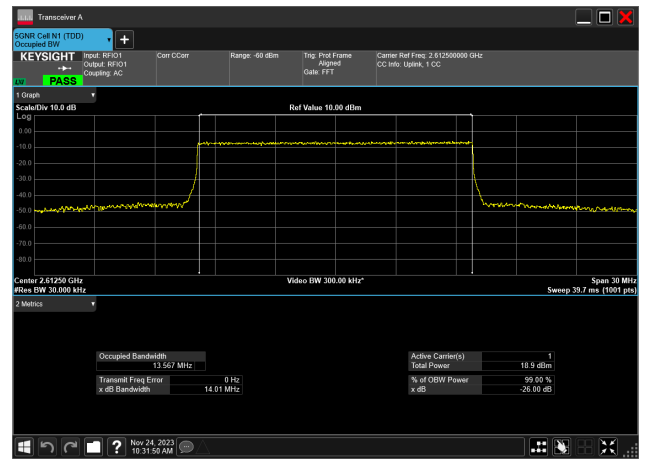 Transceiver A
5GNR Cell N1 (TDD)
Occupied BW
KEYSIGHT
Input: RFIO1
Output: RFIO1
Coupling: AC
Corr CCorr
Range: -60 dBm
Trig: Prot Frame
Aligned
Gate: FFT
Carrier Ref Freq: 2.612500000 GHz
CC Info: Uplink, 1 CC
LW PASS
1 Graph
Scale/Div 10.0 dB
Ref Value 10.00 dBm
Log
0.00
-10.0
-20.0
-30.0
-40.0
-50.0
-60.0
-70.0
-80.0
Center 2.61250 GHz
Video BW 300.00 kHz*
Span 30 MHz
#Res BW 30.000 kHz
Sweep 39.7 ms (1001 pts)
2 Metrics
Occupied Bandwidth
13.567 MHz
Active Carrier(s) 1
Total Power 18.9 dBm
Transmit Freq Error 0 Hz
x dB Bandwidth 14.01 MHz
% of OBW Power 99.00 %
x dB -26.00 dB
?
Nov 24, 2023
10:31:50 AM